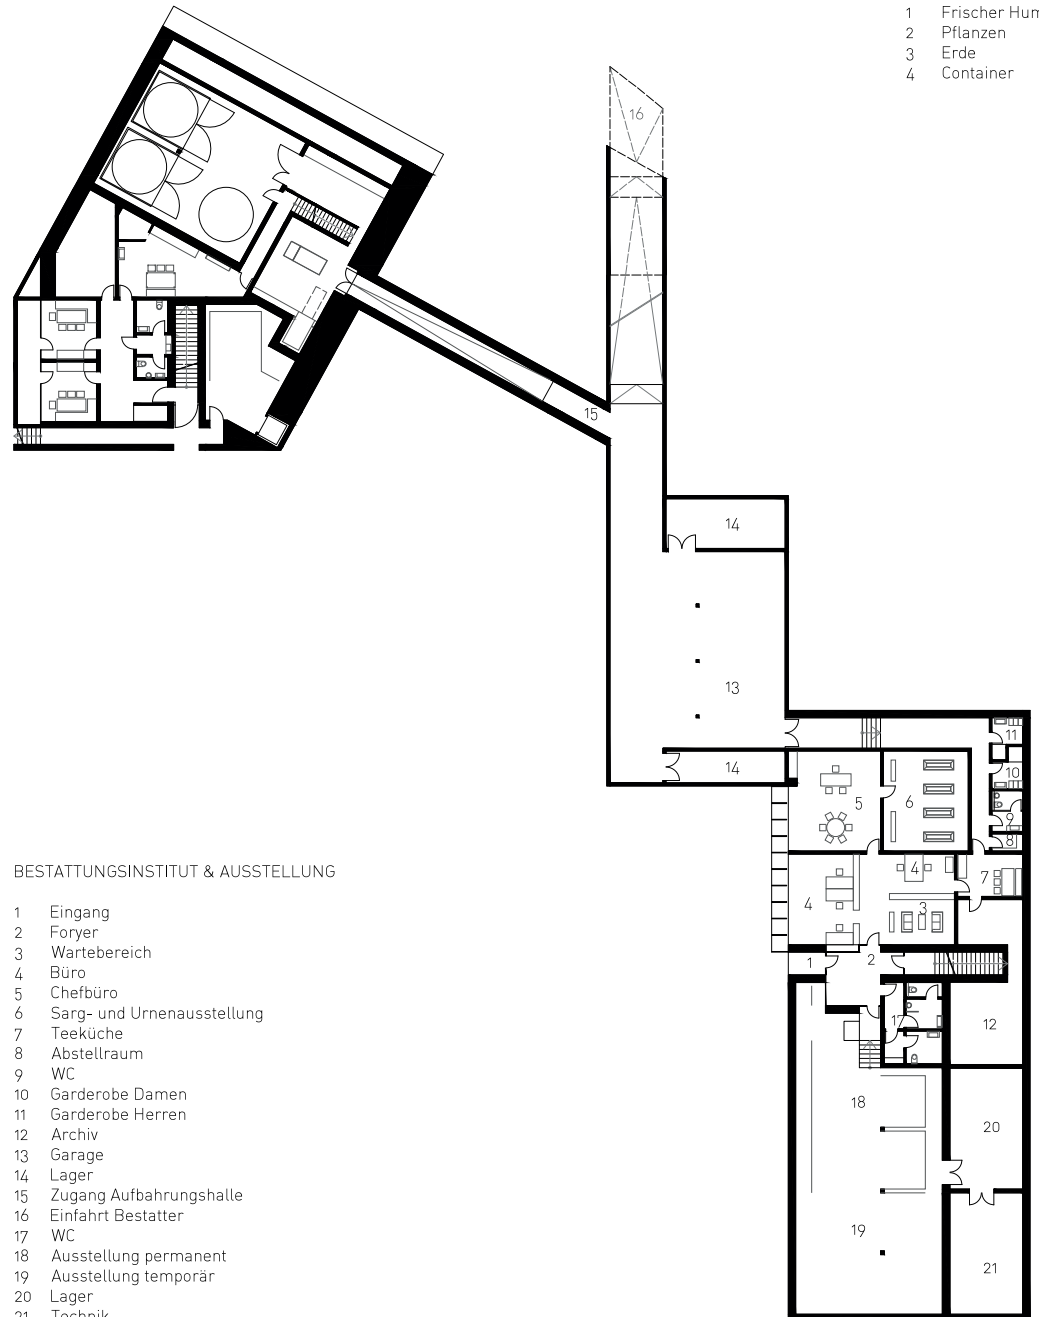 1 Frischer Hum
2 Pflanzen
3 Erde
4 Container
16
15
14
13
11
14
10
5
6
9
8
4
7
4
3
1
2
17
12
18
20
19
21
BESTATTUNGSINSTITUT & AUSSTELLUNG
1 Eingang
2 Foryer
3 Wartebereich
4 Büro
5 Chefbüro
6 Sarg- und Urnenausstellung
7 Teeküche
8 Abstellraum
9 WC
10 Garderobe Damen
11 Garderobe Herren
12 Archiv
13 Garage
14 Lager
15 Zugang Aufbahrungshalle
16 Einfahrt Bestatter
17 WC
18 Ausstellung permanent
19 Ausstellung temporär
20 Lager
21 Technik